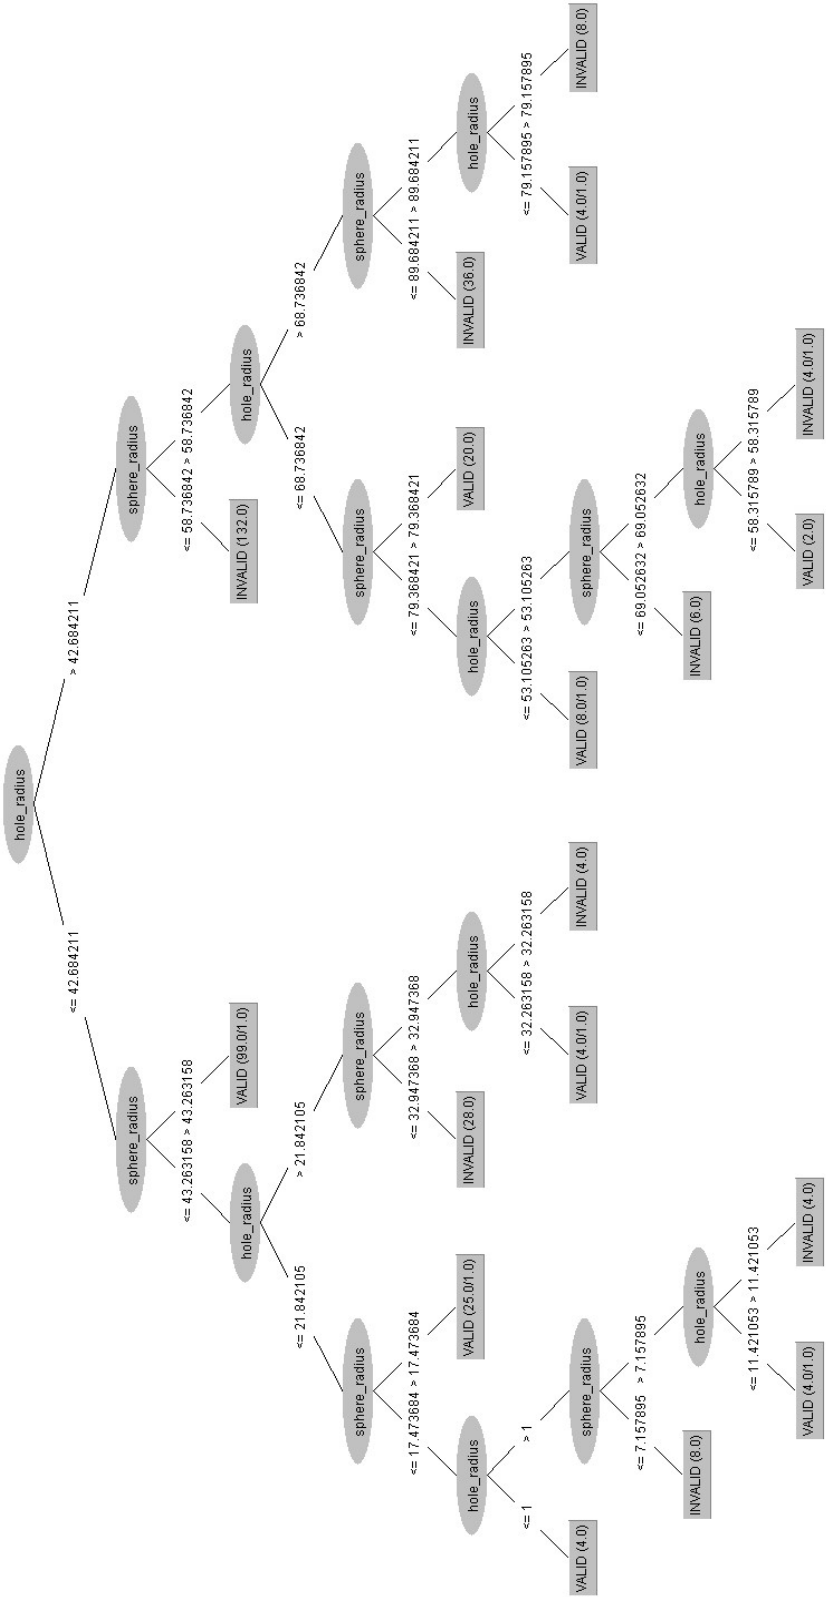 hole_radius
<= 42.684211
> 42.684211
sphere_radius
sphere_radius
<= 43.263158
> 43.263158
<= 58.736842
> 58.736842
hole_radius
VALID (99.0/1.0)
INVALID (132.0)
hole_radius
<= 21.842105
> 21.842105
<= 68.736842
> 68.736842
sphere_radius
sphere_radius
sphere_radius
sphere_radius
<= 17.473684
> 17.473684
<= 32.947368
> 32.947368
<= 79.368421
> 79.368421
<= 89.684211
> 89.684211
hole_radius
VALID (25.0/1.0)
INVALID (28.0)
hole_radius
hole_radius
VALID (20.0)
INVALID (36.0)
hole_radius
<= 1
> 1
<= 32.263158
> 32.263158
<= 53.105263
> 53.105263
<= 79.157895
> 79.157895
VALID (4.0)
sphere_radius
VALID (4.0/1.0)
INVALID (4.0)
VALID (8.0/1.0)
sphere_radius
VALID (4.0/1.0)
INVALID (8.0)
<= 7.157895
> 7.157895
<= 69.052632
> 69.052632
INVALID (8.0)
hole_radius
INVALID (6.0)
hole_radius
<= 11.421053
> 11.421053
<= 58.315789
> 58.315789
VALID (4.0/1.0)
INVALID (4.0)
VALID (2.0)
INVALID (4.0/1.0)